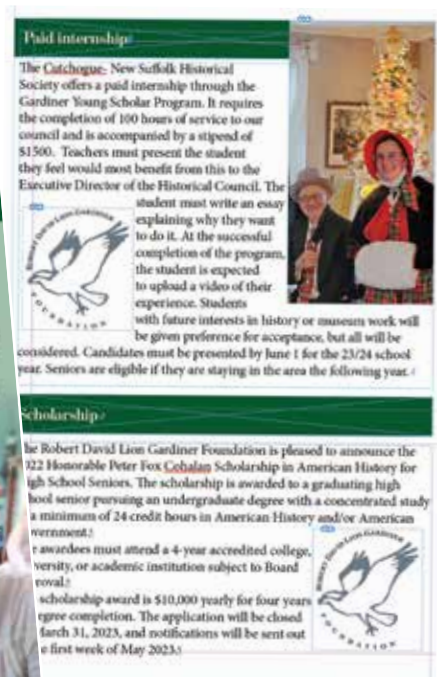 Paid internship
The Cutchogue- New Suffolk Historical
Society offers a paid internship through the
Gardiner Young Scholar Program. It requires
the completion of 100 hours of service to our
council and is accompanied by a stipend of
$1500. Teachers must present the student
they feel would most benefit from this to the
Executive Director of the Historical Council. The
student must write an essay
explaining why they want
to do it. At the successful
completion of the program,
the student is expected
to upload a video of their
experience. Students
with future interests in history or museum work will
be given preference for acceptance, but all will be
considered. Candidates must be presented by June 1 for the 23/24 school
year. Seniors are eligible if they are staying in the area the following year.
ROBERT DAVID LION GARDINER
FOUNDATION
Scholarship
he Robert David Lion Gardiner Foundation is pleased to announce the
022 Honorable Peter Fox Cohalan Scholarship in American History for
igh School Seniors. The scholarship is awarded to a graduating high
hool senior pursuing an undergraduate degree with a concentrated study
a minimum of 24 credit hours in American History and/or American
vernment.
e awardees must attend a 4-year accredited college,
versity, or academic institution subject to Board
roval.
scholarship award is $10,000 yearly for four years
egree completion. The application will be closed
March 31, 2023, and notifications will be sent out
e first week of May 2023.
ROBERT DAVID LION GARDINER
FOUNDATION